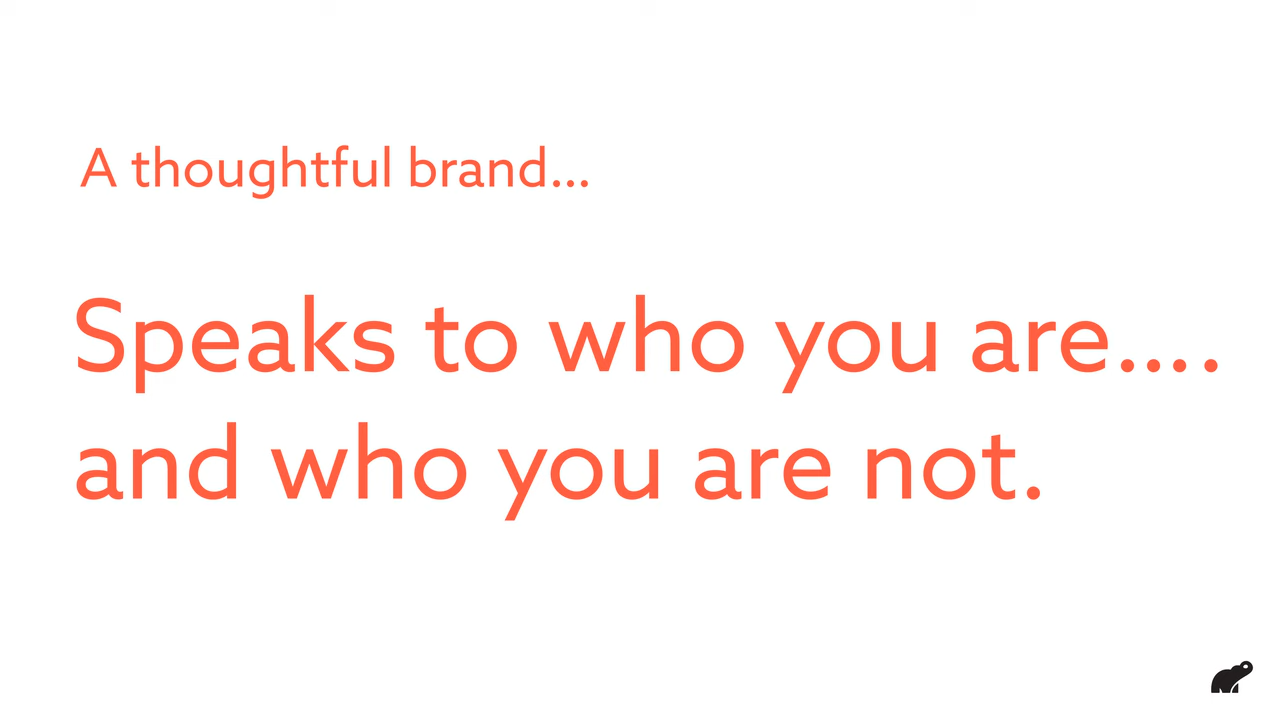 A thoughtful brand...
Speaks to who you are....
and who you are not.